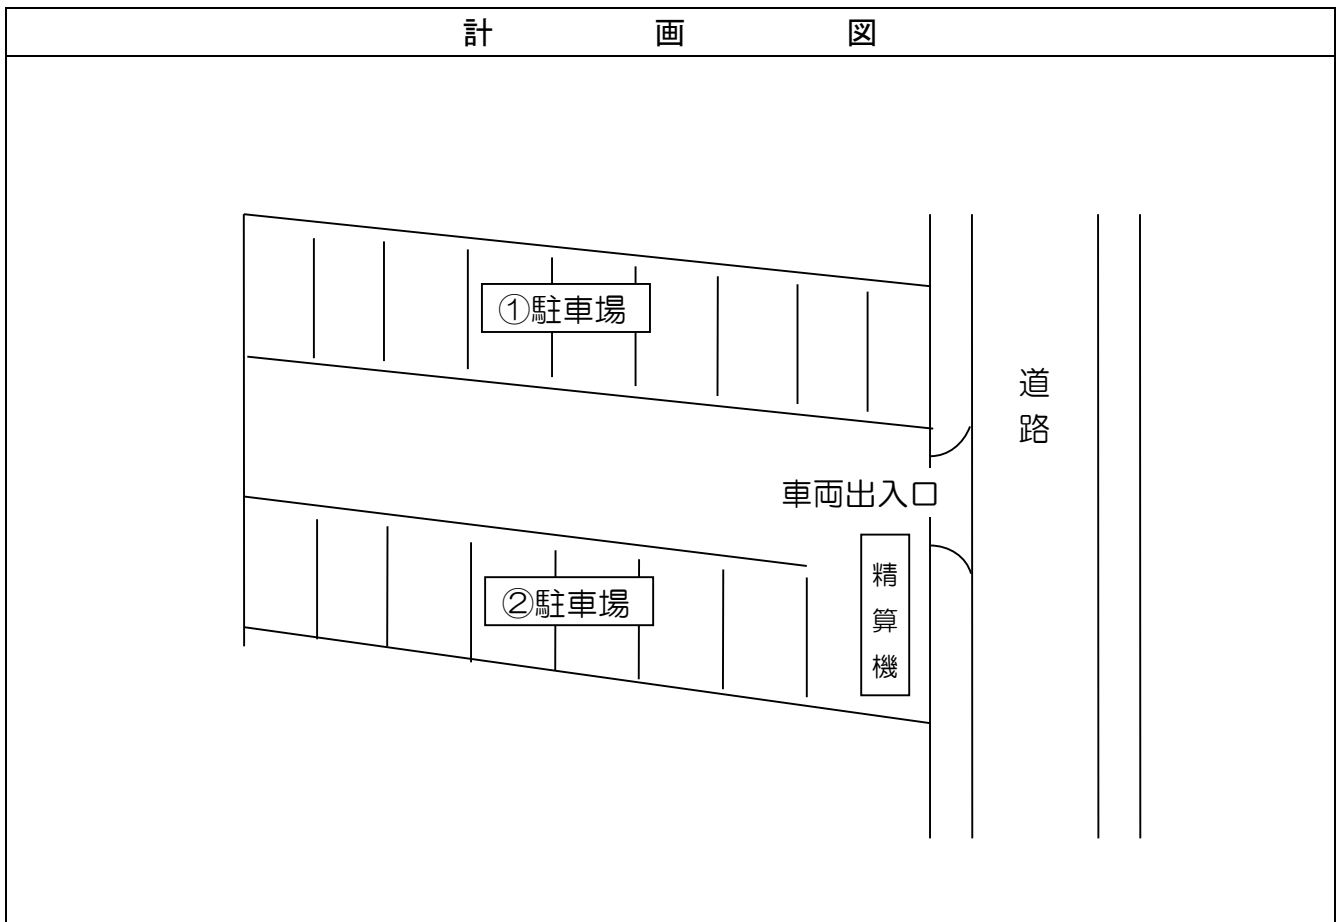 計画図
①駐車場
道路
車両出入口
②駐車場
精算機